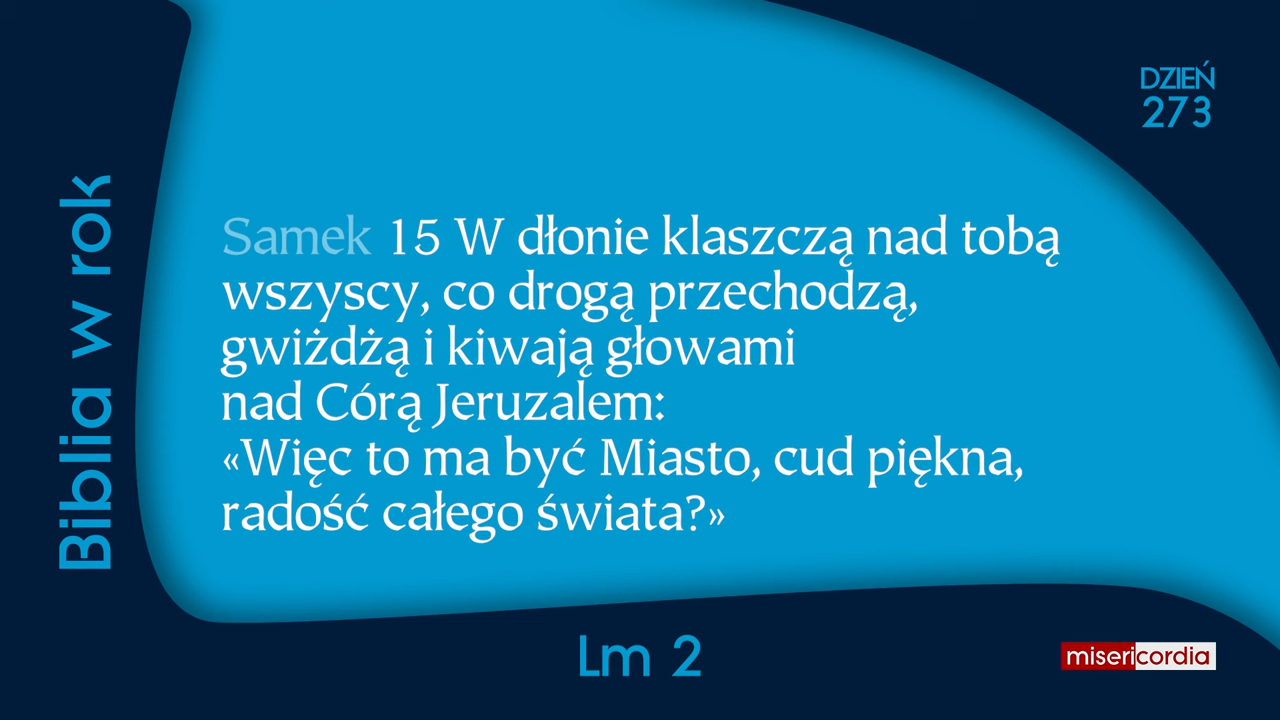 DZIEŃ
273
Biblia w rok
Samek 15 W dłonie klaszczą nad tobą
wszyscy, co drogą przechodzą,
gwiżdżą i kiwają głowami
nad Córą Jeruzalem:
«Więc to ma być Miasto, cud piękna,
radość całego świata?»
Lm 2
misericordia